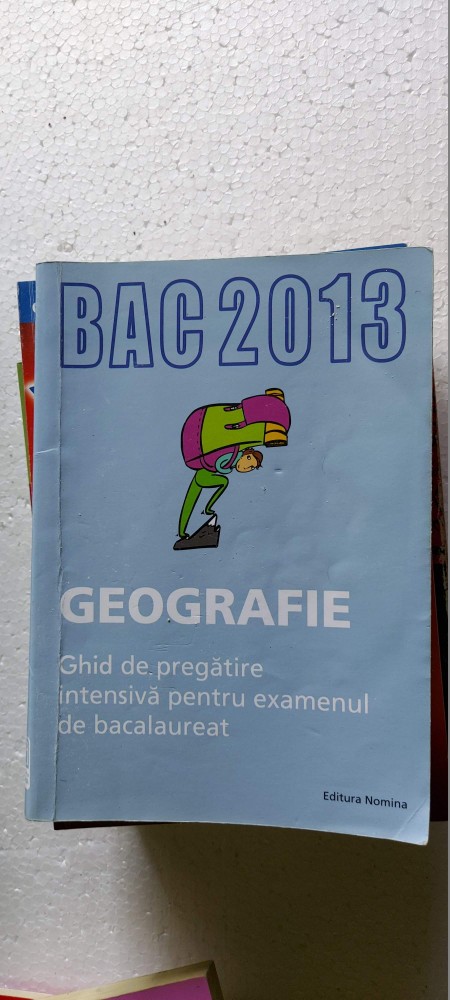 BAC 2013
GEOGRAFIE
Ghid de pregătire
intensivă pentru examenul
de bacalaureat
Editura Nomina